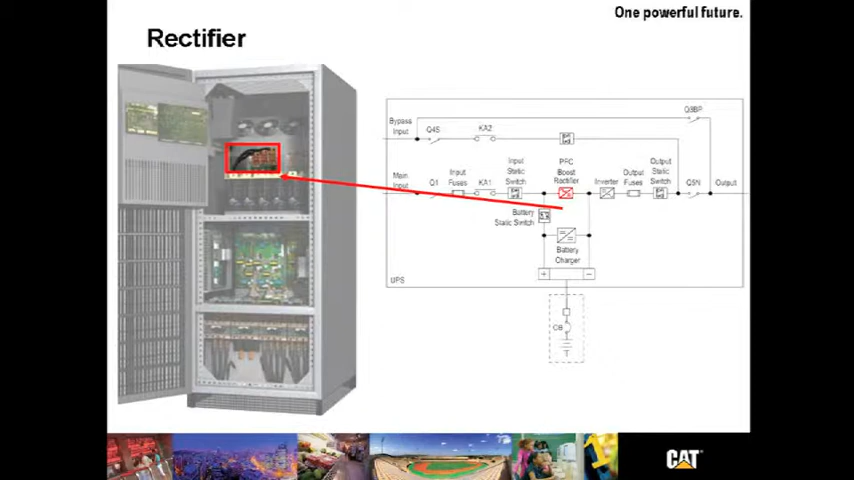 One powerful future.
Rectifier
Q3BP
Bypass
Input
Q4S
KA2
Main
Input
Q1
Input
Fuses
KA1
Input
Static
Switch
PFC
Boost
Rectifier
Inverter
Output
Fuses
Output
Static
Switch
Q5N
Output
Battery
Static Switch
Battery
Charger
+
−
UPS
CB
CAT